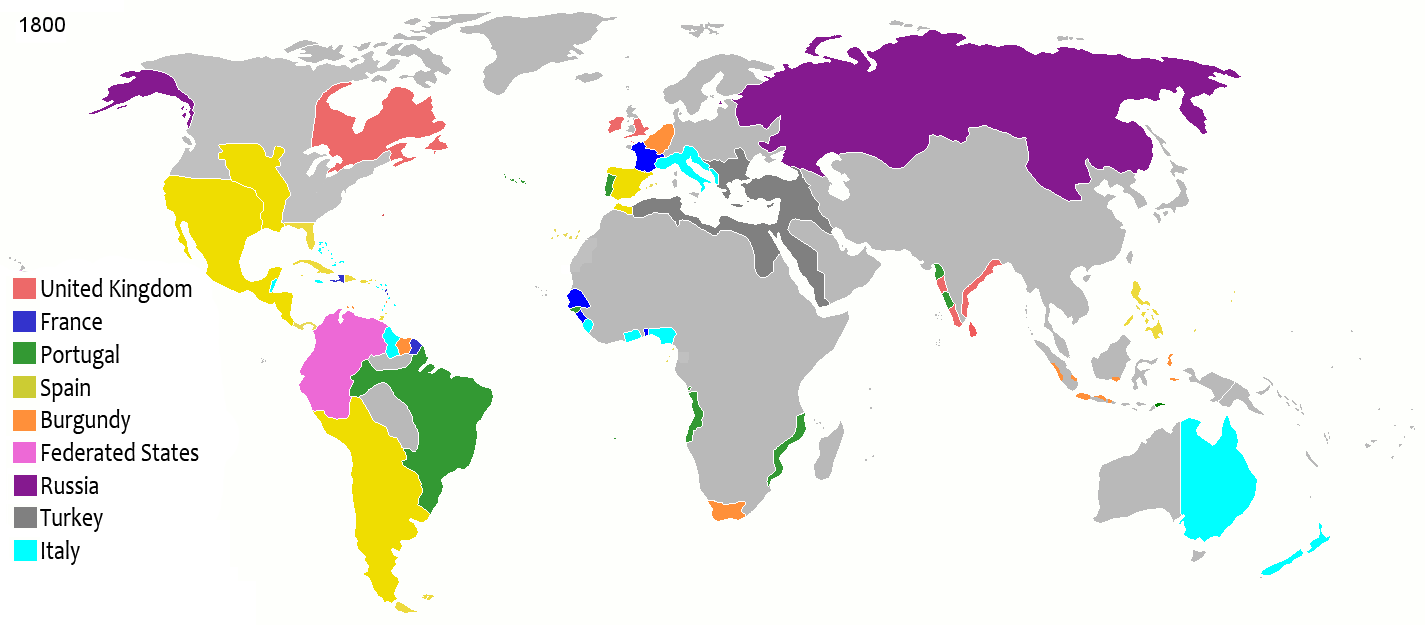 1800
United Kingdom
France
Portugal
Spain
Burgundy
Federated States
Russia
Turkey
Italy